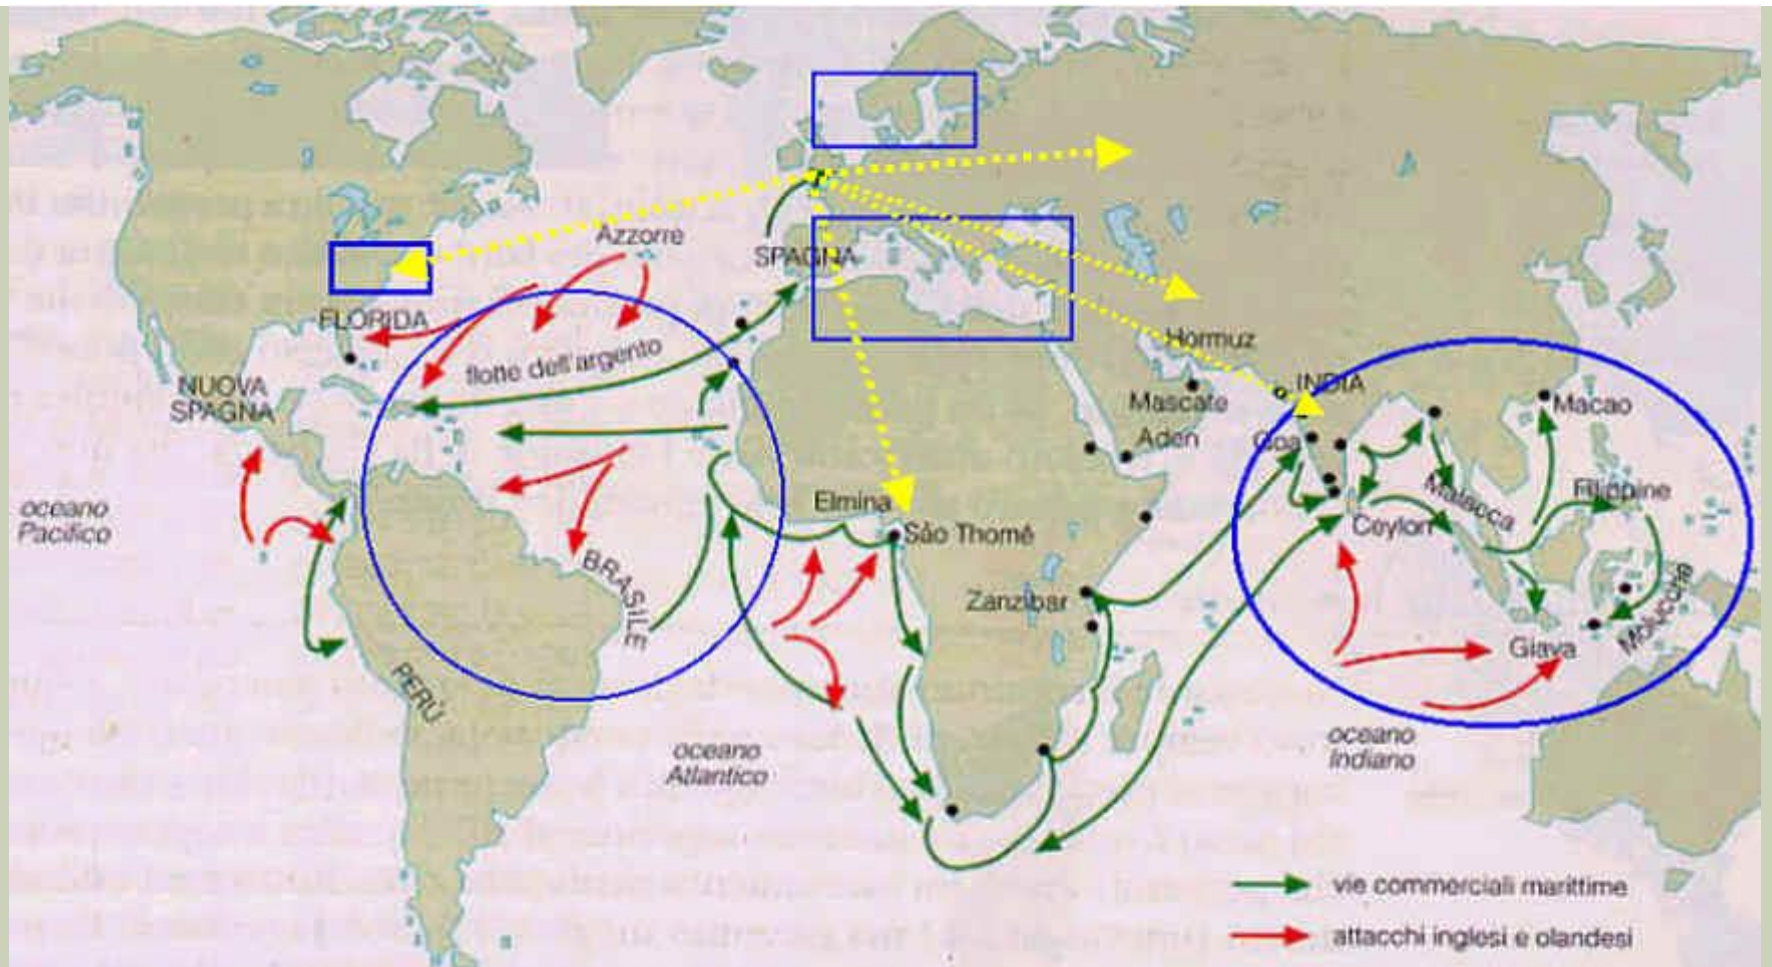 Azzorre
SPAGNA
FLORIDA
flotte dell'argento
NUOVA
SPAGNA
Hormuz
INDIA
Mascate
Macao
Aden
Goa
oceano
Pacifico
Elmina
Malacca
Filippine
São Thomé
Ceylon
BRASILE
Zanzibar
Molucche
Giava
PERÙ
oceano
Atlantico
oceano
Indiano
vie commerciali marittime
attacchi inglesi e olandesi